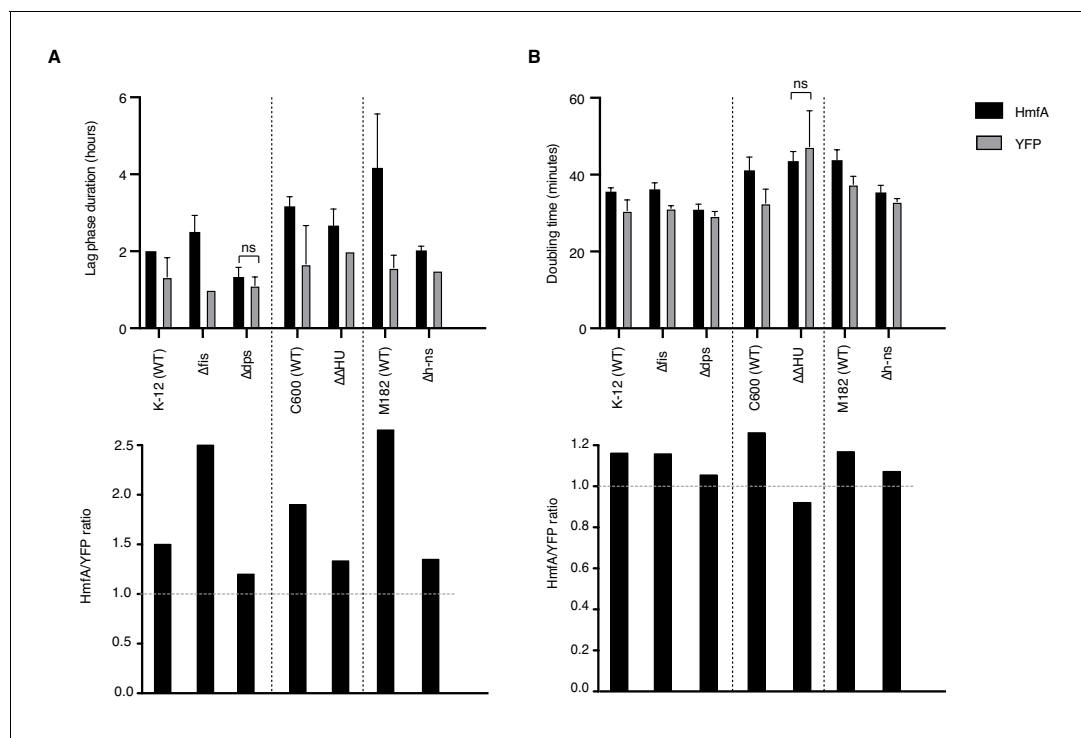 A
Lag phase duration (hours)
6
4
2
0
ns
K-12 (WT)
Δfis
Δdps
C600 (WT)
ΔΔHU
M182 (WT)
Δh-ns
HmfA/YFP ratio
2.5
2.0
1.5
1.0
0.5
0.0
B
Doubling time (minutes)
60
40
20
0
ns
K-12 (WT)
Δfis
Δdps
C600 (WT)
ΔΔHU
M182 (WT)
Δh-ns
HmfA/YFP ratio
1.2
1.0
0.8
0.6
0.4
0.2
0.0
HmfA
YFP